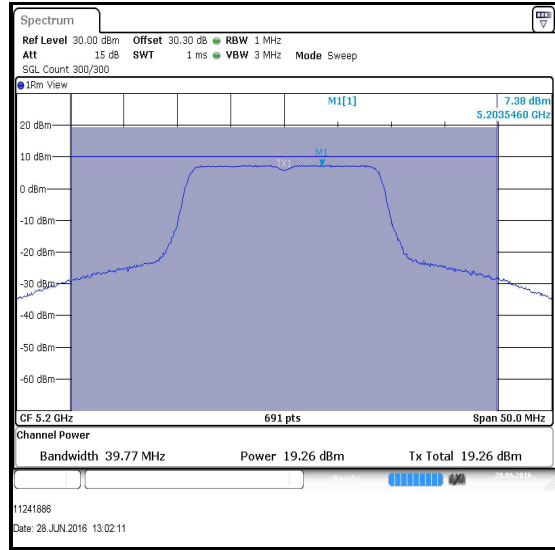 Spectrum
Ref Level 30.00 dBm Offset 30.30 dB RBW 1 MHz
Att 15 dB SWT 1 ms VBW 3 MHz Mode Sweep
SGL Count 300/300
1Rm View
M1[1] 7.38 dBm
5.2035460 GHz
20 dBm
10 dBm
M1
TX1
0 dBm
-10 dBm
-20 dBm
-30 dBm
-40 dBm
-50 dBm
-60 dBm
CF 5.2 GHz 691 pts Span 50.0 MHz
Channel Power
Bandwidth 39.77 MHz Power 19.26 dBm Tx Total 19.26 dBm
28.06.2016
11241886
Date: 28.JUN.2016 13:02:11